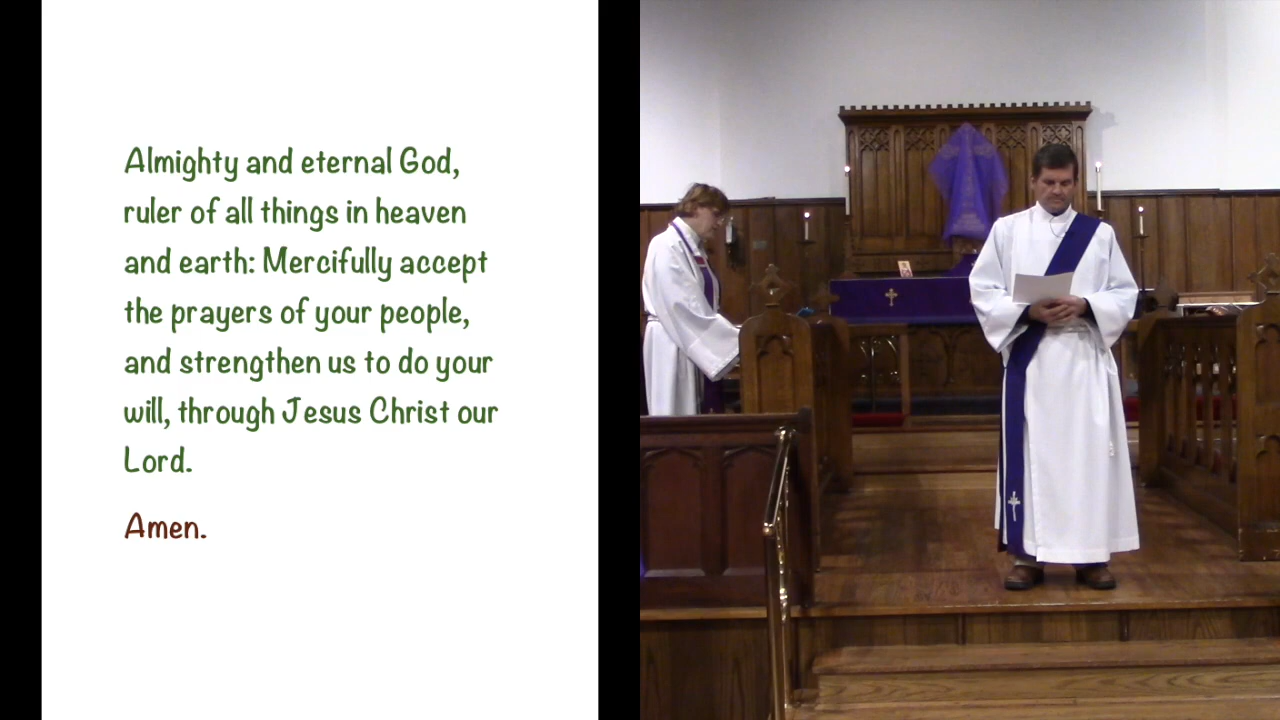 Almighty and eternal God,
ruler of all things in heaven
and earth: Mercifully accept
the prayers of your people,
and strengthen us to do your
will, through Jesus Christ our
Lord.
Amen.